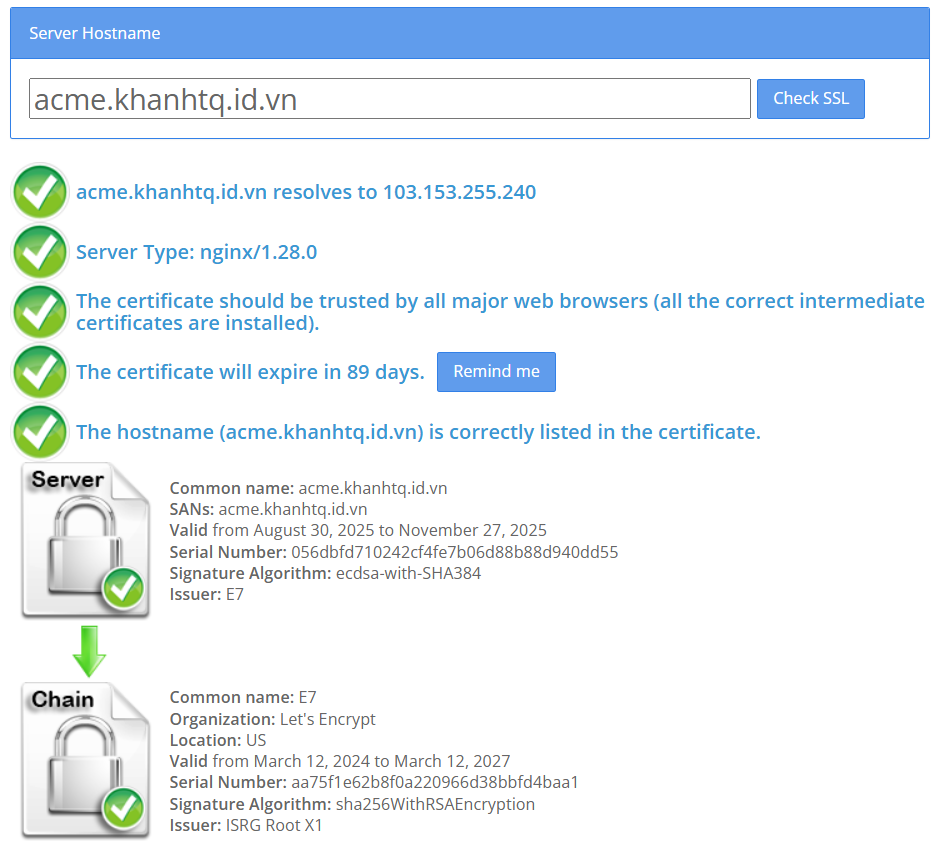 Server Hostname
acme.khanhtq.id.vn
Check SSL
acme.khanhtq.id.vn resolves to 103.153.255.240
Server Type: nginx/1.28.0
The certificate should be trusted by all major web browsers (all the correct intermediate
certificates are installed).
The certificate will expire in 89 days.
Remind me
The hostname (acme.khanhtq.id.vn) is correctly listed in the certificate.
Server
Common name: acme.khanhtq.id.vn
SANs: acme.khanhtq.id.vn
Valid from August 30, 2025 to November 27, 2025
Serial Number: 056dbfd710242cf4fe7b06d88b88d940dd55
Signature Algorithm: ecdsa-with-SHA384
Issuer: E7
Chain
Common name: E7
Organization: Let's Encrypt
Location: US
Valid from March 12, 2024 to March 12, 2027
Serial Number: aa75f1e62b8f0a220966d38bbfd4baa1
Signature Algorithm: sha256WithRSAEncryption
Issuer: ISRG Root X1